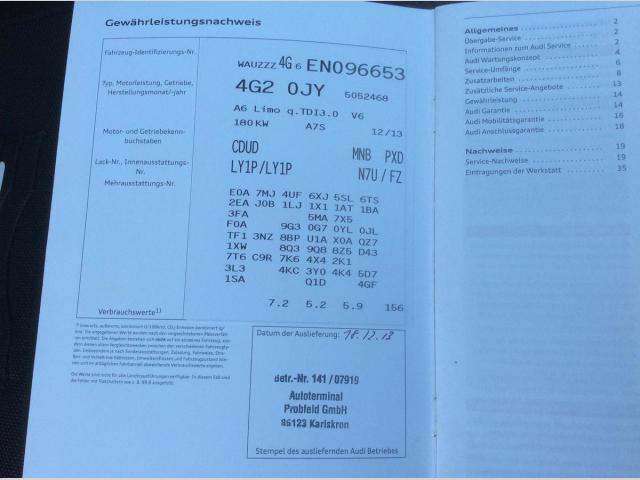 Gewährleistungsnachweis
Fahrzeug-Identifizierungs-Nr.
WAUZZZ 4G 6 EN096653
Typ, Motorleistung, Getriebe,
Herstellungsmonat/-jahr
4G2 0JY 5052468
A6 Limo q.TDI3.0 V6
180KW A7S 12/13
Motor- und Getriebekenn-
buchstaben
CDUD MNB PXD
Lack-Nr., Innenausstattungs-
Nr.
LY1P/LY1P N7U / FZ
Mehrausstattungs-Nr.
E0A 7MJ 4UF 6XJ 5SL 6TS
2EA J0B 1LJ 1X1 1AT 1BA
3FA 5MA 7X5
F0A 9G3 0G7 0YL 0JL
TF1 3NZ 8BP U1A X0A QZ7
1XW 8Q3 9Q8 8Z5 D43
7T6 C9R 7K6 4X4 2K1
3L3 4KC 3Y0 4K4 5D7
1SA Q1D 4GF
Verbrauchswerte1)
7.2 5.2 5.9 156
Datum der Auslieferung: 18.12.13
Betr.-Nr. 141 / 07919
Autoterminal
Probfeld GmbH
85123 Karlskron
Stempel des ausliefernden Audi Betriebes
Allgemeines 2
Übergabe-Service 2
Informationen zum Audi Service 2
Audi Wartungskonzept 4
Service-Umfänge 6
Zusatzarbeiten 8
Zusätzliche Service-Angebote 13
Gewährleistung 14
Audi Garantie 14
Audi Mobilitätsgarantie 16
Audi Anschlussgarantie 18
Nachweise 19
Service-Nachweise 19
Eintragungen der Werkstatt 35